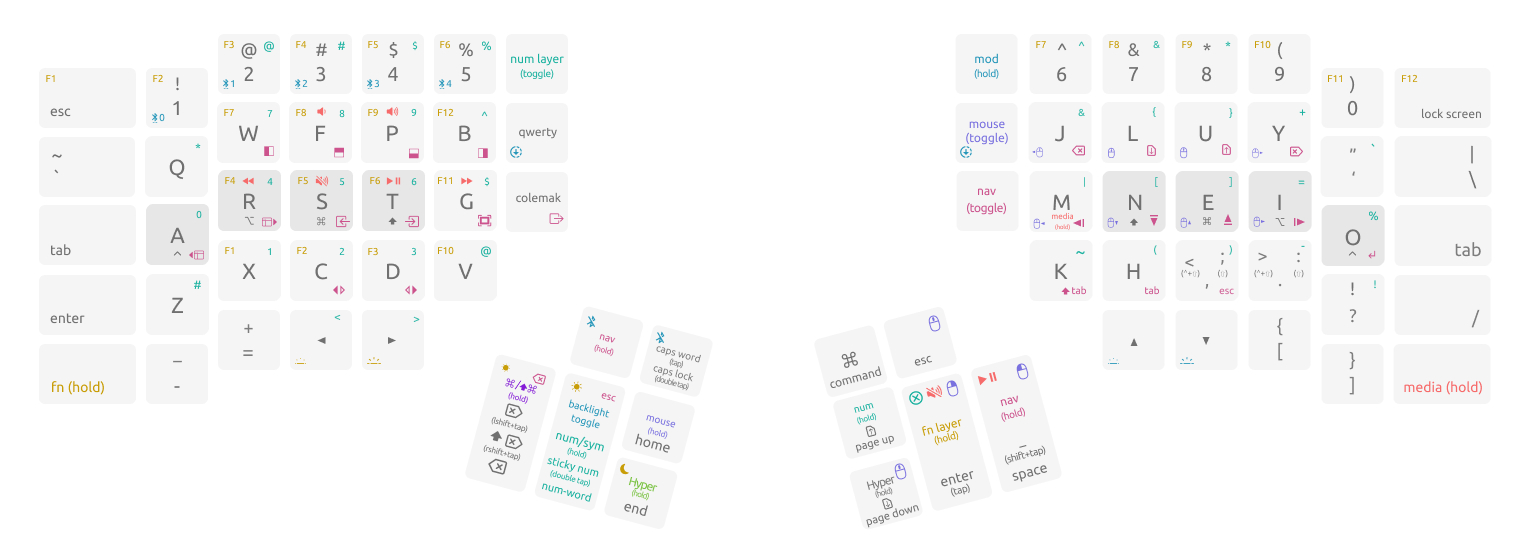 F1
esc
F2
!
1
0
F3 @ @
2
1
F4 # #
3
2
F5 $ $
4
3
F6 % %
5
4
num layer
(toggle)
~
`
Q *
F7 7
W
F8 8
F
F9 9
P
F12 ^
B
qwerty
tab
0
A
^
F4 4
R
⌥
F5 5
S
⌘
F6 6
T
F11 $
G
colemak
enter
#
Z
F1 1
X
F2 2
C
F3 3
D
F10 @
V
fn (hold)
_
-
+
=
<
◄
>
►
nav
(hold)
caps word
(tap)
caps lock
(double tap)
⌘/⌘
(hold)
(lshift+tap)
(rshift+tap)
esc
backlight
toggle
num/sym
(hold)
sticky num
(double tap)
num-word
mouse
(hold)
home
Hyper
(hold)
end
mod
(hold)
F7 ^ ^
6
F8 & &
7
F9 * *
8
F10 (
9
F11 )
0
F12
lock screen
mouse
(toggle)
&
J
{
L
}
U
+
Y
" `
'
|
\
nav
(toggle)
|
M
media
(hold)
[
N
]
E
⌘
=
I
⌥
%
O
^
tab
~
K
tab
(
H
tab
< ; )
(^+⇧) (⇧)
, esc
> : -
(^+⇧) (⇧)
.
! !
?
/
▲
▼
{
[
}
]
media (hold)
⌘
command
esc
num
(hold)
page up
fn layer
(hold)
enter
(tap)
nav
(hold)
_
(shift+tap)
space
Hyper
(hold)
page down